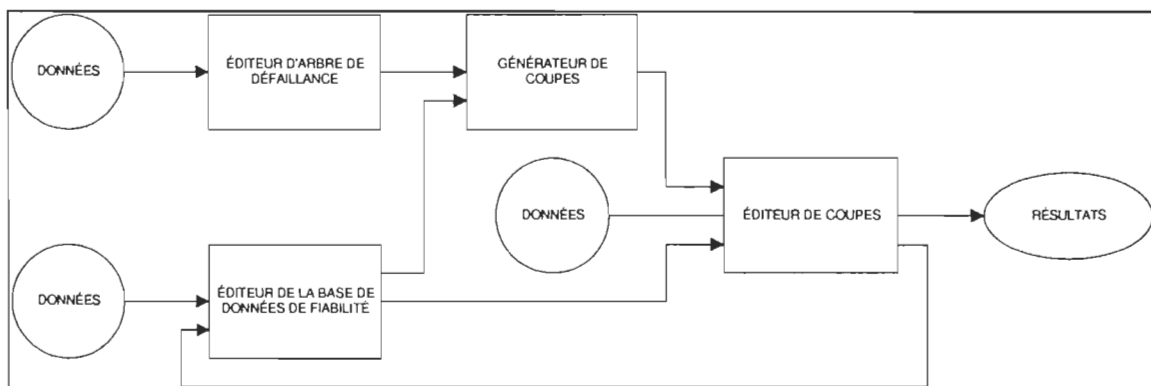 DONNÉES
ÉDITEUR D'ARBRE DE
DÉFAILLANCE
GÉNÉRATEUR DE
COUPES
DONNÉES
ÉDITEUR DE COUPES
RÉSULTATS
DONNÉES
ÉDITEUR DE LA BASE DE
DONNÉES DE FIABILITÉ